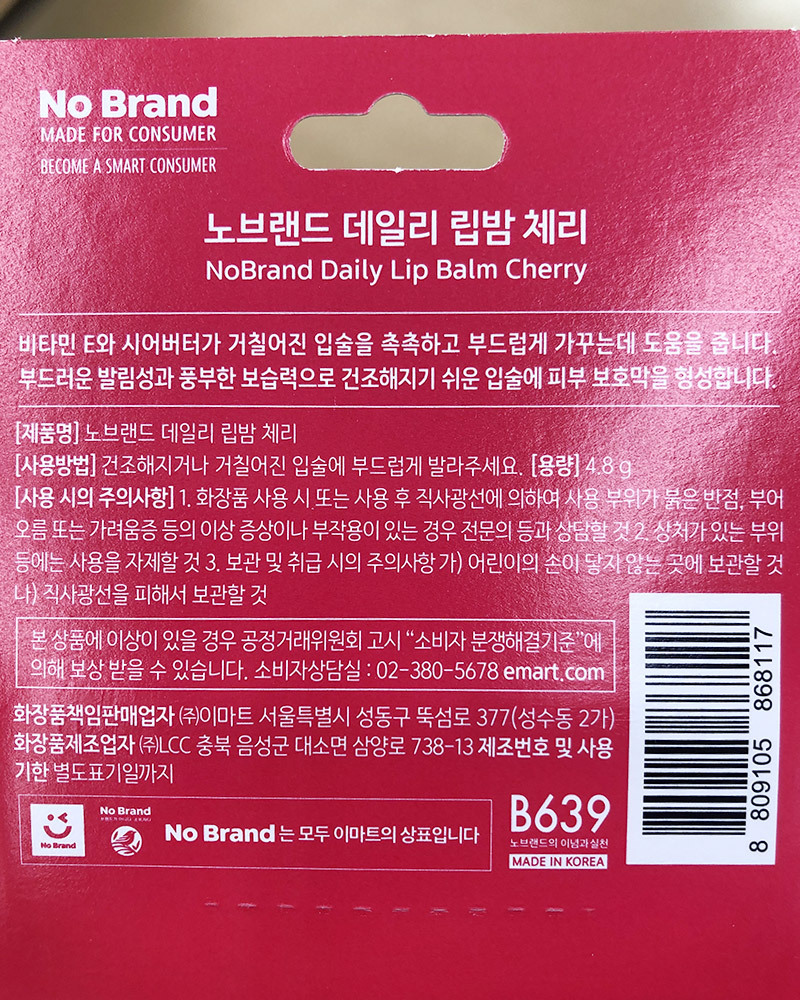 No Brand
MADE FOR CONSUMER
BECOME A SMART CONSUMER
노브랜드 데일리 립밤 체리
NoBrand Daily Lip Balm Cherry
비타민 E와 시어버터가 거칠어진 입술을 촉촉하고 부드럽게 가꾸는데 도움을 줍니다.
부드러운 발림성과 풍부한 보습력으로 건조해지기 쉬운 입술에 피부 보호막을 형성합니다.
[제품명] 노브랜드 데일리 립밤 체리
[사용방법] 건조해지거나 거칠어진 입술에 부드럽게 발라주세요. [용량] 4.8 g
[사용 시의 주의사항] 1. 화장품 사용 시 또는 사용 후 직사광선에 의하여 사용 부위가 붉은 반점, 부어
오름 또는 가려움증 등의 이상 증상이나 부작용이 있는 경우 전문의 등과 상담할 것 2. 상처가 있는 부위
등에는 사용을 자제할 것 3. 보관 및 취급 시의 주의사항 가) 어린이의 손이 닿지 않는 곳에 보관할 것
나) 직사광선을 피해서 보관할 것
본 상품에 이상이 있을 경우 공정거래위원회 고시 “소비자 분쟁해결기준”에
의해 보상 받을 수 있습니다. 소비자상담실 : 02-380-5678 emart.com
화장품책임판매업자 ㈜이마트 서울특별시 성동구 뚝섬로 377(성수동 2가)
화장품제조업자 ㈜LCC 충북 음성군 대소면 삼양로 738-13 제조번호 및 사용
기한 별도표기일까지
No Brand
No Brand
No Brand 는 모두 이마트의 상표입니다
B639
노브랜드의 이념과 실천
MADE IN KOREA
8 809105 868117